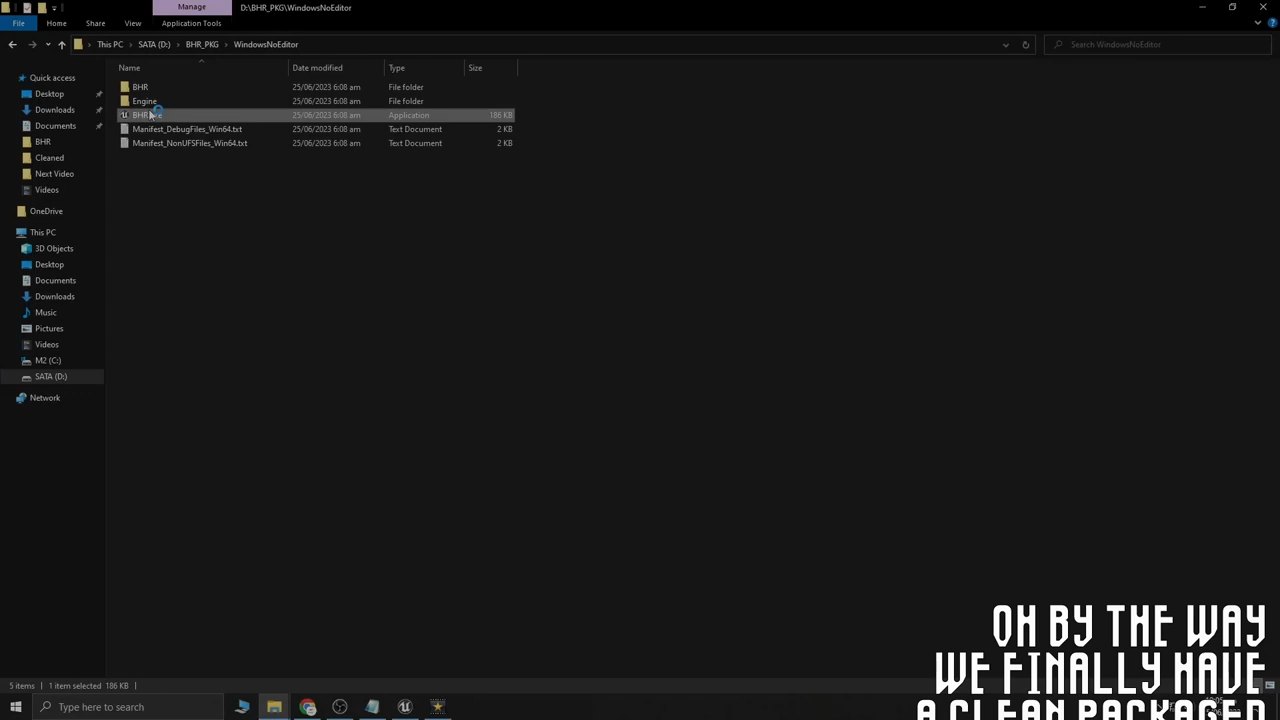 Manage
D:\BHR_PKG\WindowsNoEditor
File
Home
Share
View
Application Tools
This PC
SATA (D:)
BHR_PKG
WindowsNoEditor
Search WindowsNoEditor
Name
Date modified
Type
Size
BHR
25/06/2023 6:08 am
File folder
Engine
25/06/2023 6:08 am
File folder
25/06/2023 6:08 am
Application
186 KB
Manifest_DebugFiles_Win64.txt
25/06/2023 6:08 am
Text Document
2 KB
Manifest_NonUFSFiles_Win64.txt
25/06/2023 6:08 am
Text Document
2 KB
Quick access
Desktop
Downloads
Documents
BHR
Cleaned
Next Video
Videos
OneDrive
This PC
3D Objects
Desktop
Documents
Downloads
Music
Pictures
Videos
M2 (C:)
SATA (D:)
Network
OH BY THE WAY
WE FINALLY HAVE
A CLEAN PACKAGED
5 items
1 item selected 186 KB
Type here to search